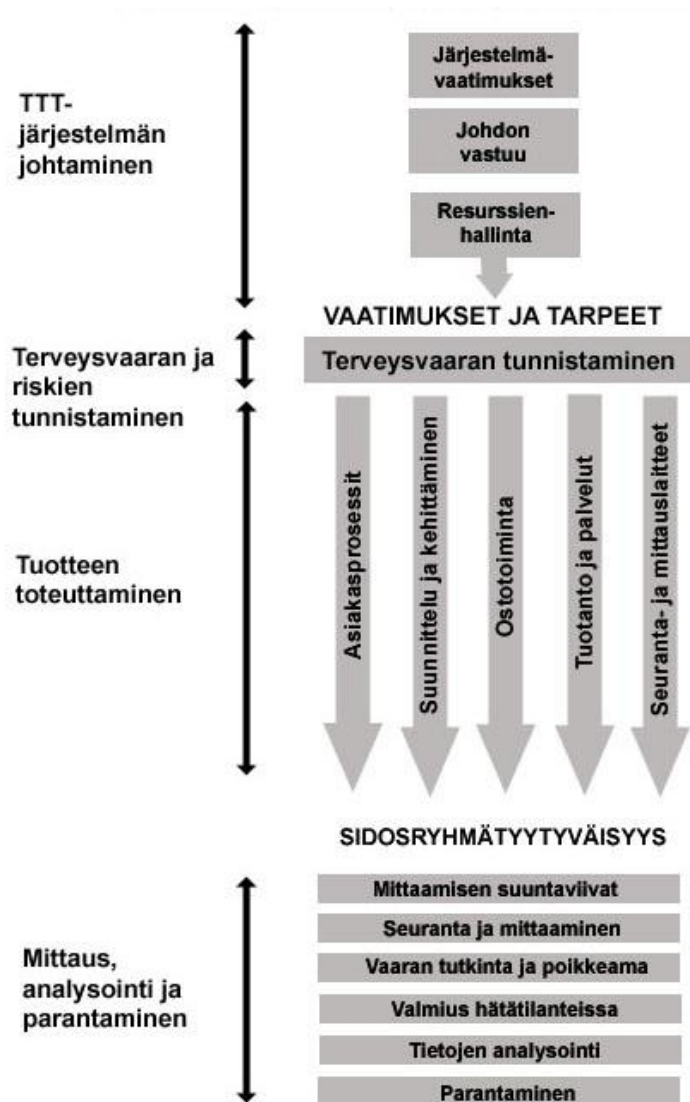 TTT-
järjestelmän
johtaminen
Järjestelmä-
vaatimukset
Johdon
vastuu
Resurssien-
hallinta
VAATIMUKSET JA TARPEET
Terveysvaaran ja
riskien
tunnistaminen
Terveysvaaran tunnistaminen
Tuotteen
toteuttaminen
Asiakasprosessit
Suunnittelu ja kehittäminen
Ostotoiminta
Tuotanto ja palvelut
Seuranta- ja mittauslaitteet
SIDOSRYHMÄTYYTYVÄISYYS
Mittaus,
analysointi ja
parantaminen
Mittaamisen suuntaviivat
Seuranta ja mittaaminen
Vaaran tutkinta ja poikkeama
Valmius hätätilanteissa
Tietojen analysointi
Parantaminen